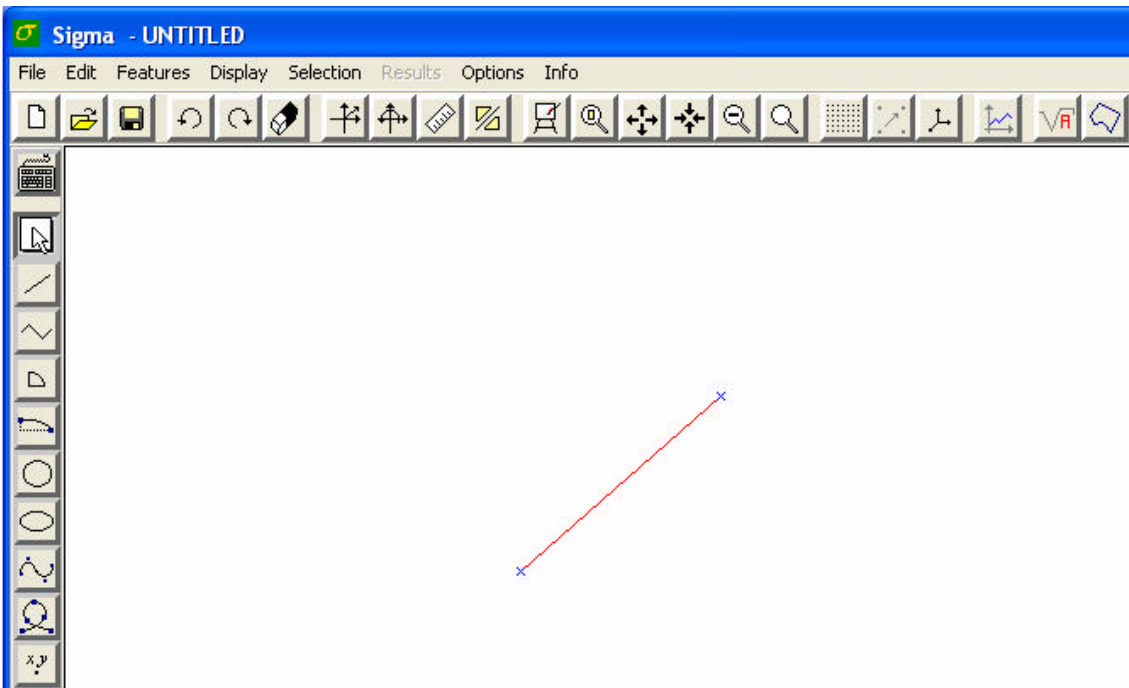 σ Sigma - UNTITLED
File Edit Features Display Selection Results Options Info
√A
x,y